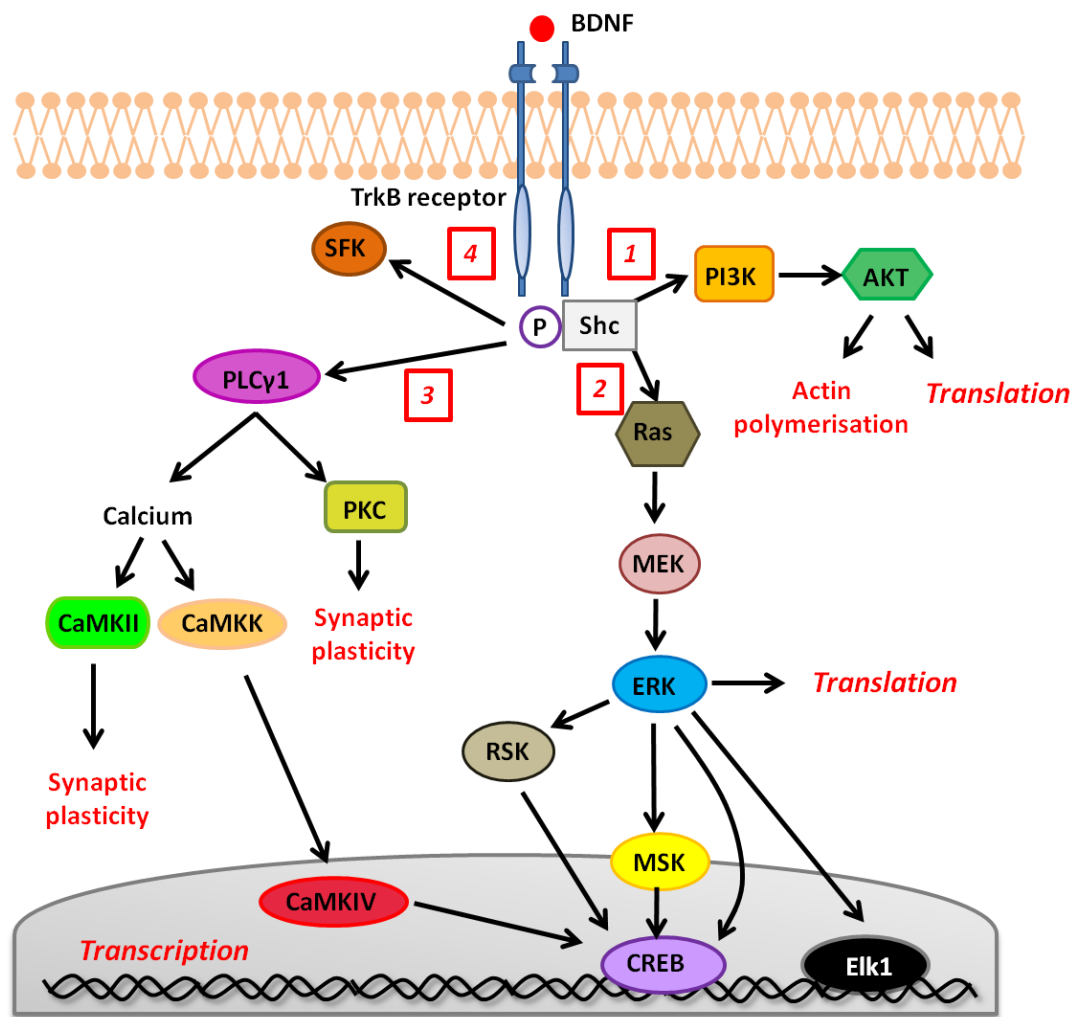 BDNF
TrkB receptor
SFK
4
1
PI3K
AKT
P
Shc
PLCγ1
3
2
Ras
Actin
polymerisation
Translation
Calcium
PKC
MEK
CaMKII
CaMKK
Synaptic
plasticity
ERK
Translation
RSK
Synaptic
plasticity
MSK
CaMKIV
Transcription
CREB
Elk1